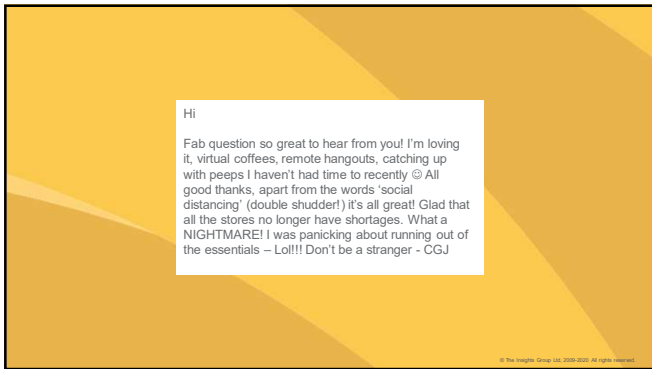 Hi
Fab question so great to hear from you! I'm loving
it, virtual coffees, remote hangouts, catching up
with peeps I haven't had time to recently ☺ All
good thanks, apart from the words ‘social
distancing’ (double shudder!) it's all great! Glad that
all the stores no longer have shortages. What a
NIGHTMARE! I was panicking about running out of
the essentials – Lol!!! Don't be a stranger - CGJ
© The Insights Group Ltd, 2009-2020. All rights reserved.